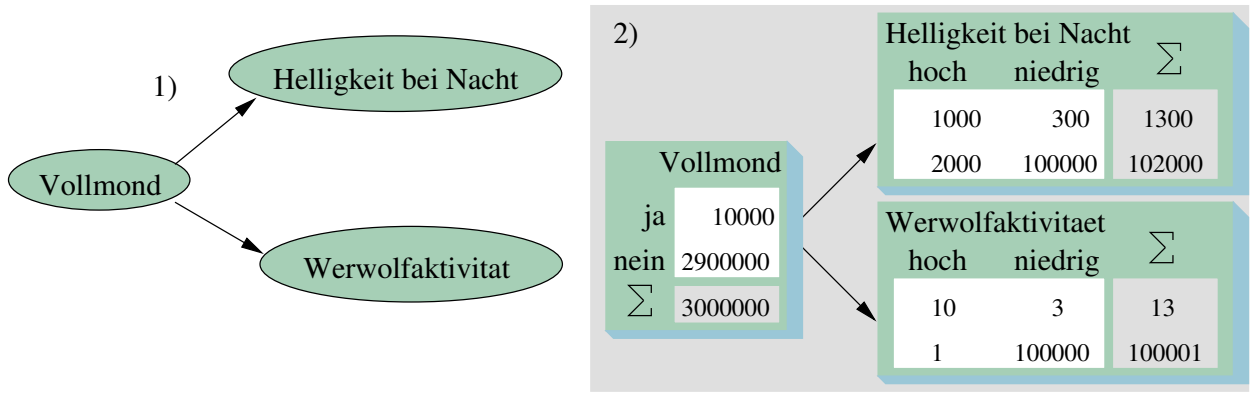 1)
Helligkeit bei Nacht
Vollmond
Werwolfaktivitat
2)
Vollmond
ja 10000
nein 2900000
∑ 3000000
Helligkeit bei Nacht
hoch niedrig ∑
1000 300 1300
2000 100000 102000
Werwolfaktivitaet
hoch niedrig ∑
10 3 13
1 100000 100001